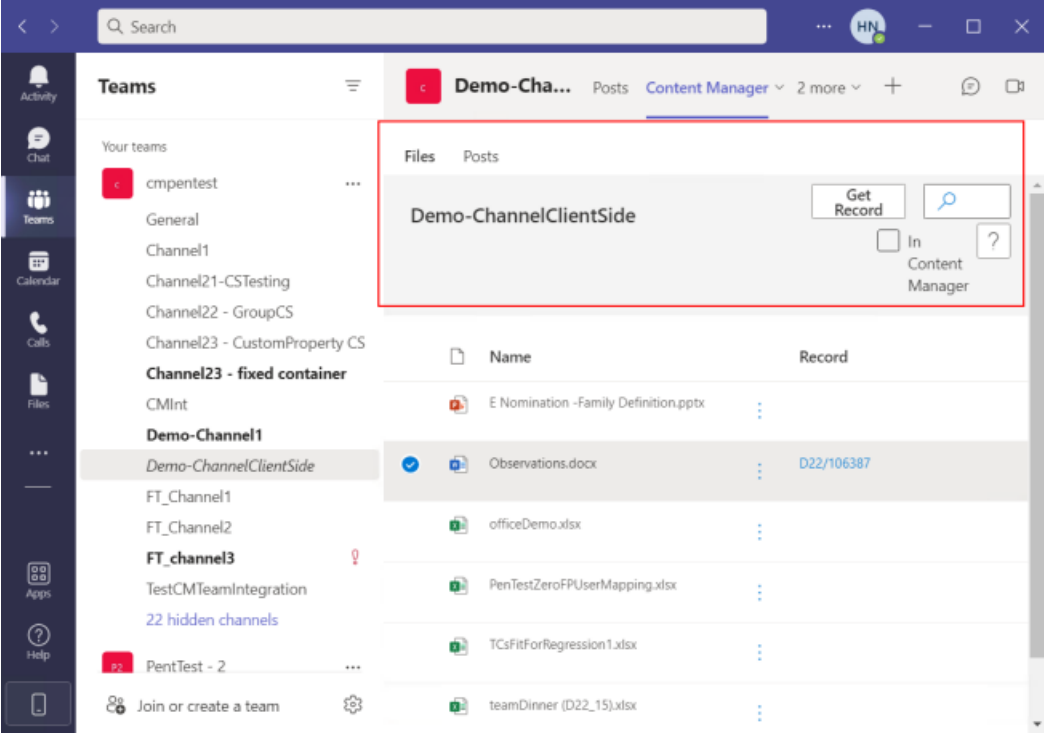 Search
HN
Activity
Chat
Teams
Calendar
Calls
Files
Apps
Help
Teams
Your teams
c cmpentest
General
Channel1
Channel21-CSTesting
Channel22 - GroupCS
Channel23 - CustomProperty CS
Channel23 - fixed container
CMInt
Demo-Channel1
Demo-ChannelClientSide
FT_Channel1
FT_Channel2
FT_channel3
TestCMTeamIntegration
22 hidden channels
P2 PentTest - 2
Join or create a team
c Demo-Cha... Posts Content Manager 2 more
Files Posts
Demo-ChannelClientSide
Get
Record
In
Content
Manager
?
Name Record
E Nomination -Family Definition.pptx
Observations.docx D22/106387
officeDemo.xlsx
PenTestZeroFPUserMapping.xlsx
TCsFitForRegression1.xlsx
teamDinner (D22_15).xlsx